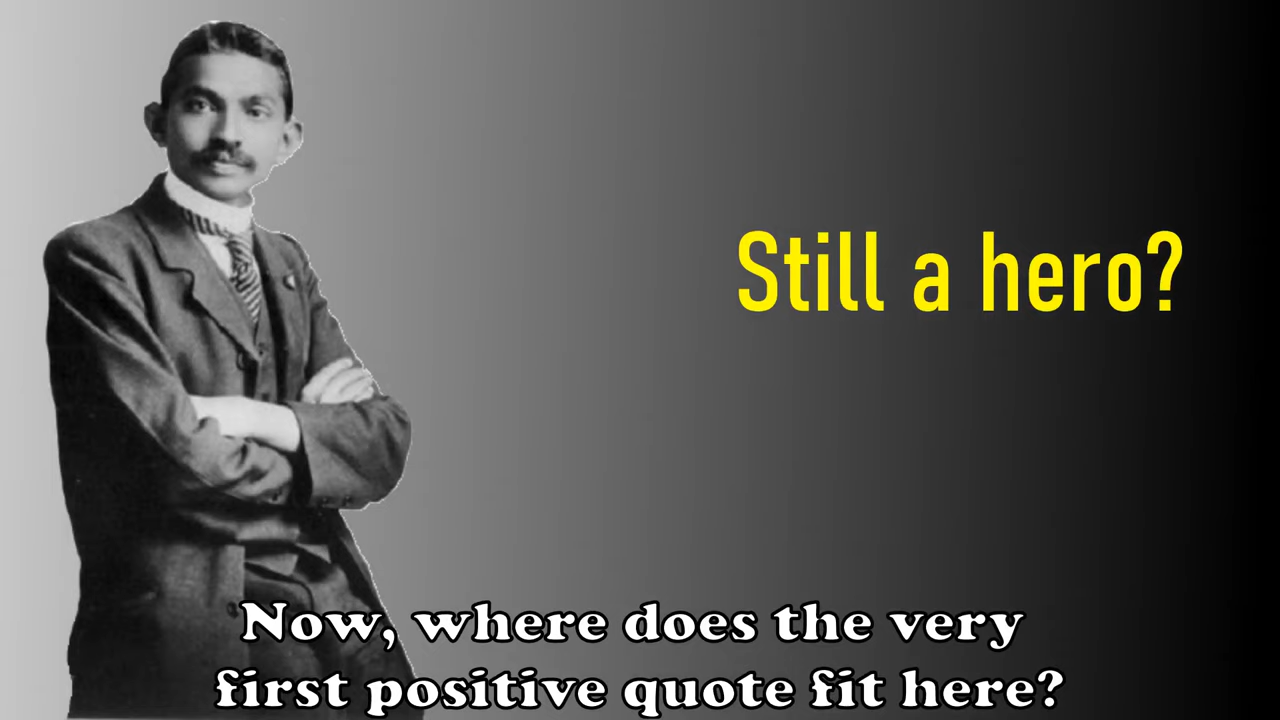 Still a hero?
Now, where does the very
first positive quote fit here?